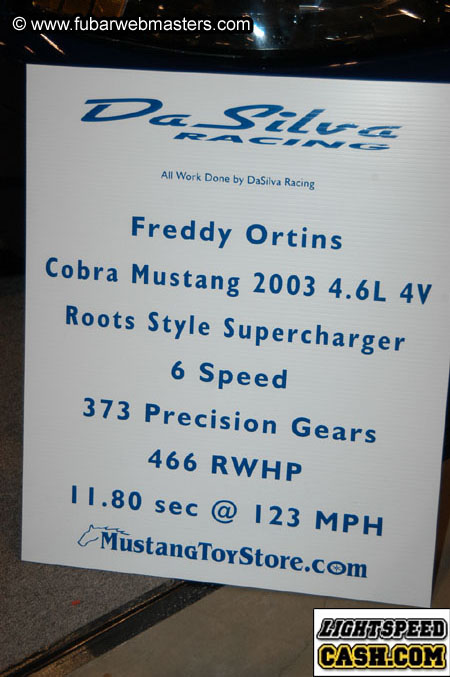 © www.fubarwebmasters.com
DaSilva
RACING
All Work Done by DaSilva Racing
Freddy Ortins
Cobra Mustang 2003 4.6L 4V
Roots Style Supercharger
6 Speed
373 Precision Gears
466 RWHP
11.80 sec @ 123 MPH
MustangToyStore.com
LIGHTSPEED
CASH.COM